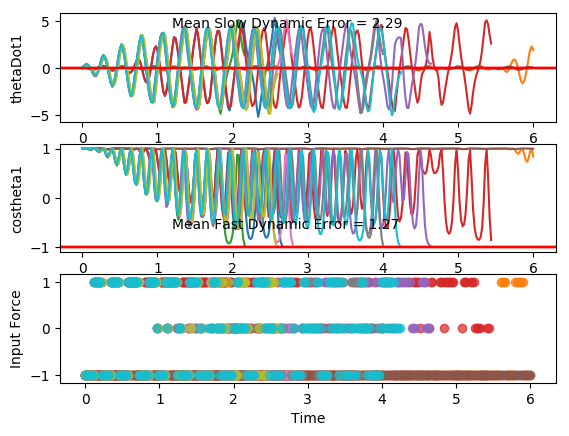 Mean Slow Dynamic Error = 2.29
thetaDot1
5
0
−5
0 1 2 3 4 5 6
costheta1
1
0
−1
Mean Fast Dynamic Error = 1.27
0 1 2 3 4 5 6
Input Force
1
0
−1
0 1 2 3 4 5 6
Time